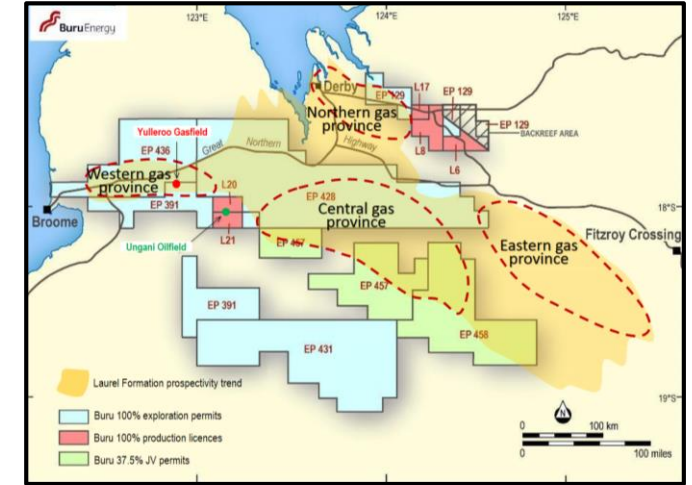 BuruEnergy
123°E
124°E
125°E
Derby
EP 129
L17
EP 129
Northern gas
province
EP 129
BACKREEF AREA
L8
L6
Yulleroo Gasfield
EP 436
Great Northern Highway
Western gas
province
L20
EP 428
EP 391
Central gas
province
18°S
Broome
Fitzroy Crossing
Ungani Oilfield
L21
Eastern gas
province
EP 457
EP 457
EP 391
EP 458
EP 431
Laurel Formation prospectivity trend
Buru 100% exploration permits
Buru 100% production licences
Buru 37.5% JV permits
19°S
N
0 100 km
0 100 miles